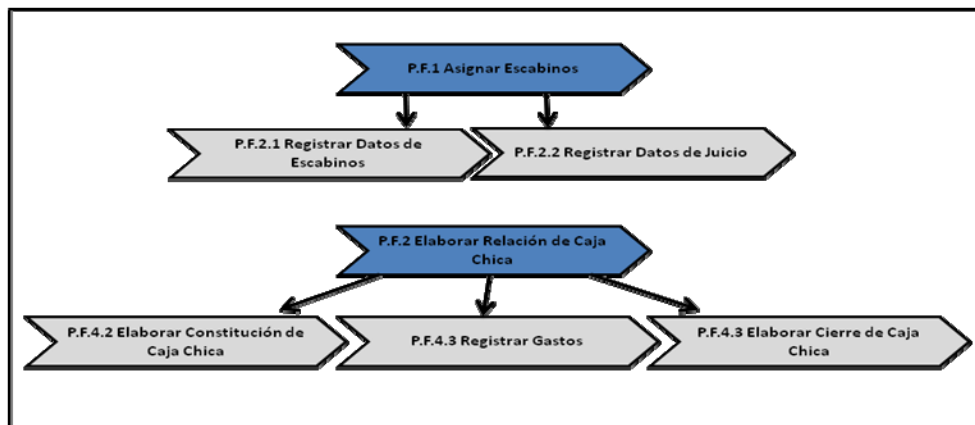 P.F.1 Asignar Escabinos
P.F.2.1 Registrar Datos de
Escabinos
P.F.2.2 Registrar Datos de Juicio
P.F.2 Elaborar Relación de Caja
Chica
P.F.4.2 Elaborar Constitución de
Caja Chica
P.F.4.3 Registrar Gastos
P.F.4.3 Elaborar Cierre de Caja
Chica